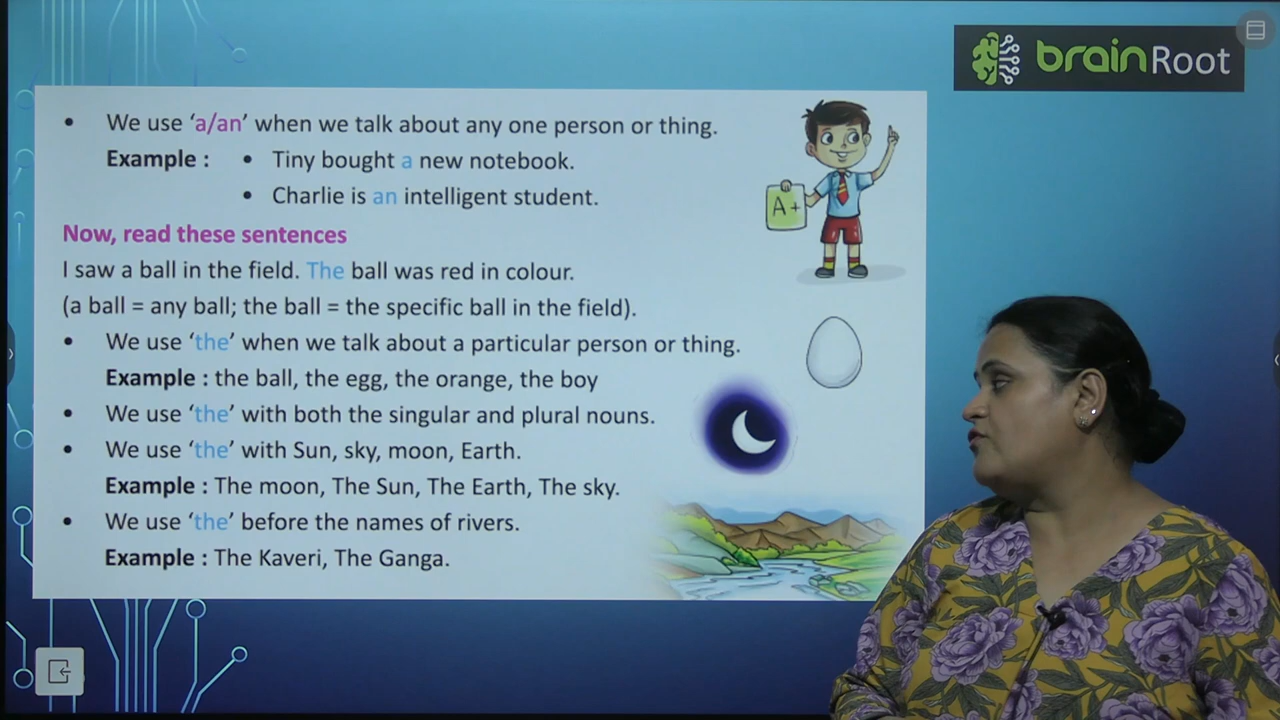 brainRoot
• We use ‘a/an’ when we talk about any one person or thing.
Example : • Tiny bought a new notebook.
• Charlie is an intelligent student.
Now, read these sentences
I saw a ball in the field. The ball was red in colour.
(a ball = any ball; the ball = the specific ball in the field).
• We use ‘the’ when we talk about a particular person or thing.
Example : the ball, the egg, the orange, the boy
• We use ‘the’ with both the singular and plural nouns.
• We use ‘the’ with Sun, sky, moon, Earth.
Example : The moon, The Sun, The Earth, The sky.
• We use ‘the’ before the names of rivers.
Example : The Kaveri, The Ganga.
A+